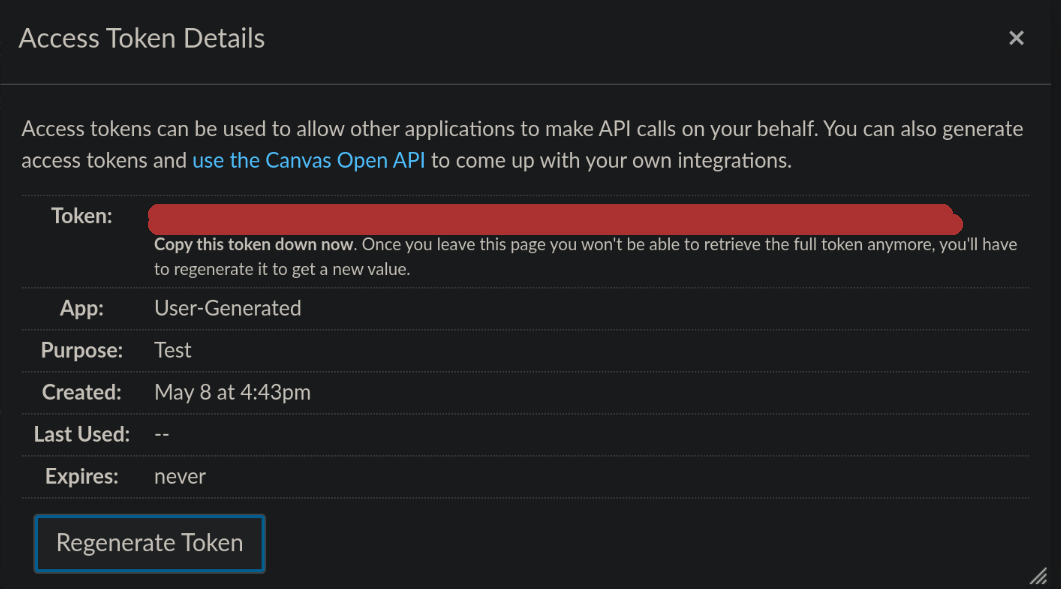 Access Token Details ×
Access tokens can be used to allow other applications to make API calls on your behalf. You can also generate
access tokens and use the Canvas Open API to come up with your own integrations.
Token:
Copy this token down now. Once you leave this page you won't be able to retrieve the full token anymore, you'll have
to regenerate it to get a new value.
App: User-Generated
Purpose: Test
Created: May 8 at 4:43pm
Last Used: --
Expires: never
Regenerate Token